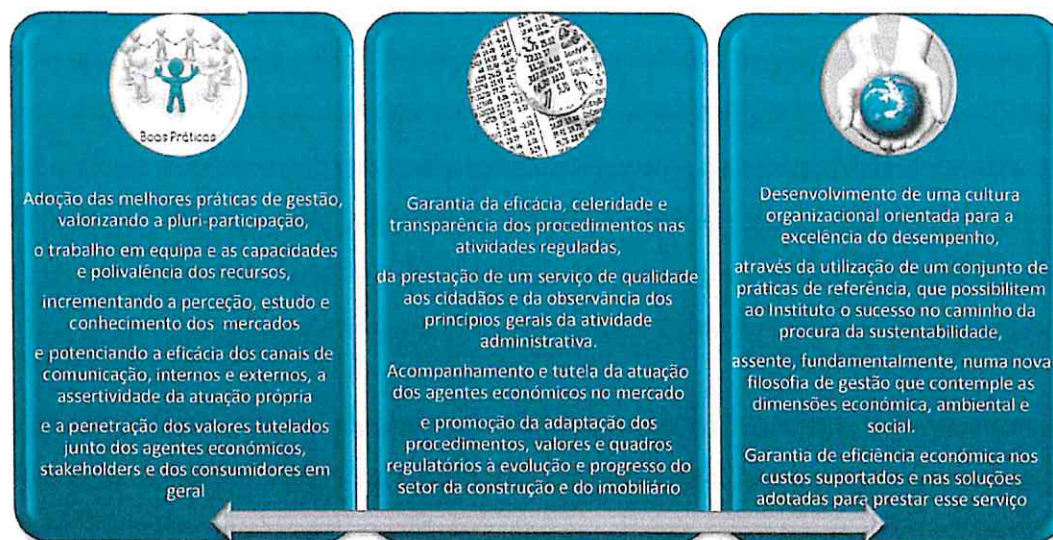 Boas Práticas
Adoção das melhores práticas de gestão,
valorizando a pluri-participação,
o trabalho em equipa e as capacidades
e polivalência dos recursos,
incrementando a perceção, estudo e
conhecimento dos mercados
e potenciando a eficácia dos canais de
comunicação, internos e externos, a
assertividade da atuação própria
e a penetração dos valores tutelados
junto dos agentes económicos,
stakeholders e dos consumidores em
geral
Garantia da eficácia, celeridade e
transparência dos procedimentos nas
atividades reguladas,
da prestação de um serviço de qualidade
aos cidadãos e da observância dos
princípios gerais da atividade
administrativa.
Acompanhamento e tutela da atuação
dos agentes económicos no mercado
e promoção da adaptação dos
procedimentos, valores e quadros
regulatórios à evolução e progresso do
setor da construção e do imobiliário
Desenvolvimento de uma cultura
organizacional orientada para a
excelência do desempenho,
através da utilização de um conjunto de
práticas de referência, que possibilitem
ao Instituto o sucesso no caminho da
procura da sustentabilidade,
assente, fundamentalmente, numa nova
filosofia de gestão que contemple as
dimensões económica, ambiental e
social.
Garantia de eficiência económica nos
custos suportados e nas soluções
adotadas para prestar esse serviço